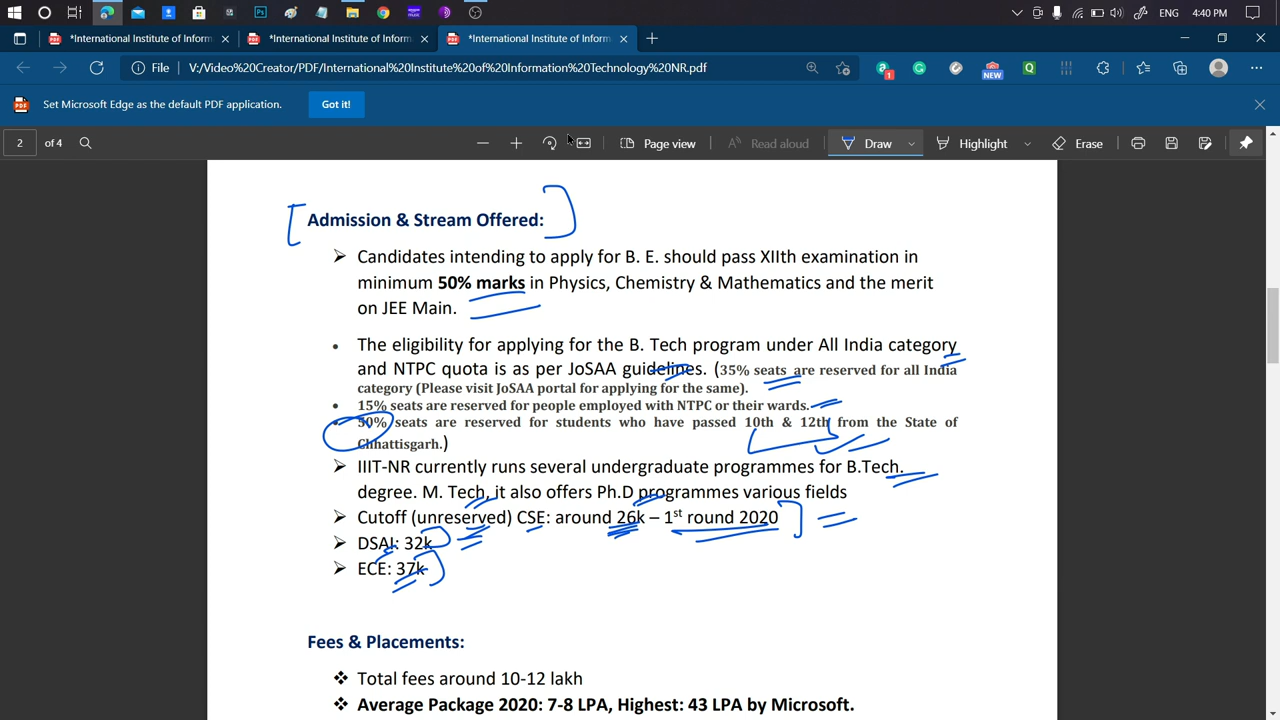 ENG 4:40 PM
*International Institute of Inform
*International Institute of Inform
*International Institute of Inform
File V:/Video%20Creator/PDF/International%20Institute%20of%20Information%20Technology%20NR.pdf
1
NEW
Set Microsoft Edge as the default PDF application. Got it!
2 of 4 Page view Read aloud Draw Highlight Erase
Admission & Stream Offered:
Candidates intending to apply for B. E. should pass XIIth examination in
minimum 50% marks in Physics, Chemistry & Mathematics and the merit
on JEE Main.
The eligibility for applying for the B. Tech program under All India category
and NTPC quota is as per JoSAA guidelines. (35% seats are reserved for all India
category (Please visit JoSAA portal for applying for the same).
15% seats are reserved for people employed with NTPC or their wards.
50% seats are reserved for students who have passed 10th & 12th from the State of
Chhattisgarh.)
IIIT-NR currently runs several undergraduate programmes for B.Tech.
degree. M. Tech, it also offers Ph.D programmes various fields
Cutoff (unreserved) CSE: around 26k – 1st round 2020
DSAI: 32k
ECE: 37k
Fees & Placements:
Total fees around 10-12 lakh
Average Package 2020: 7-8 LPA, Highest: 43 LPA by Microsoft.